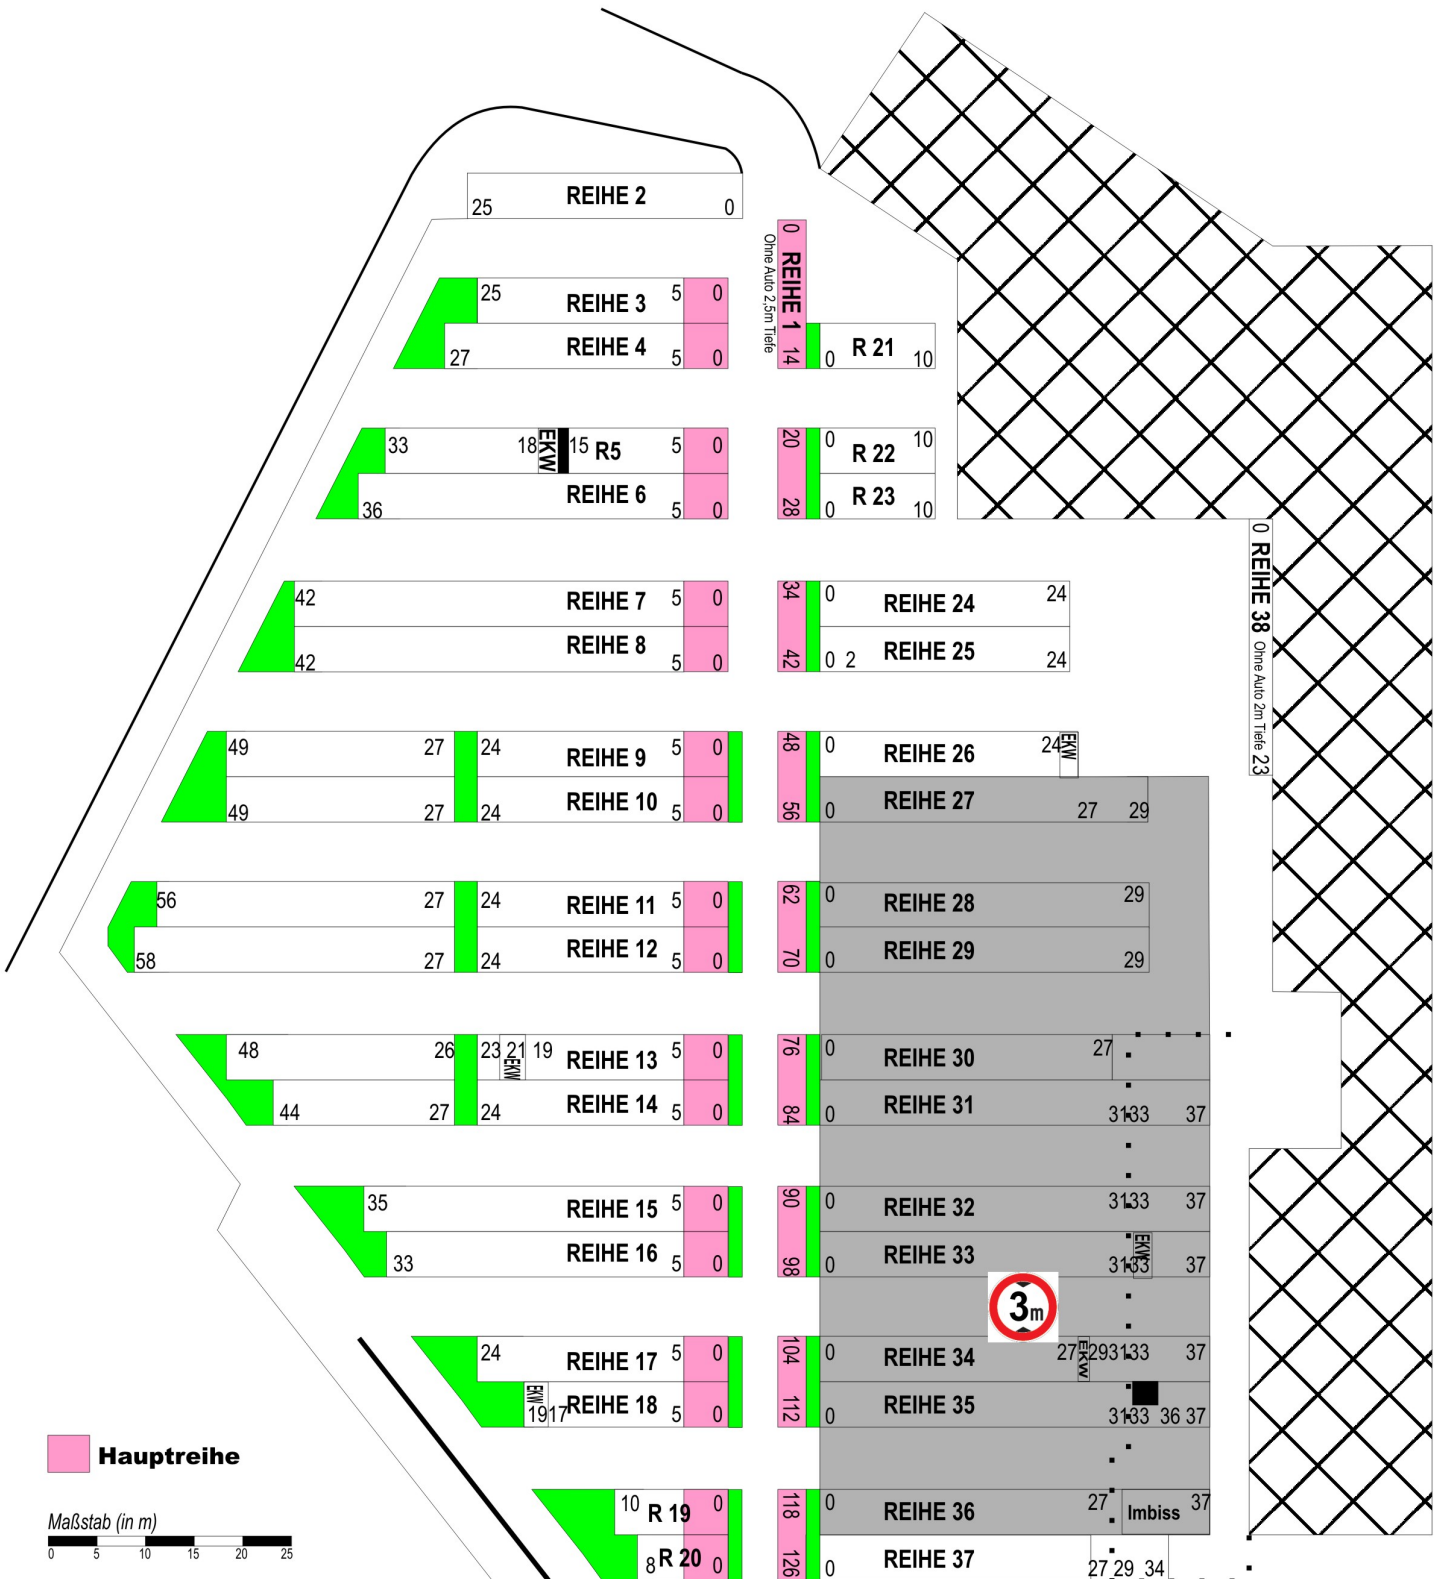 REIHE 2
25 0
0 REIHE 1 14
Ohne Auto 2,5m Tiefe
25 REIHE 3 5 0
27 REIHE 4 5 0
0 R 21 10
33 18 EKW 15 R5 5 0
20 0 R 22 10
36 REIHE 6 5 0
28 0 R 23 10
0 REIHE 38 Ohne Auto 2m Tiefe 23
42 REIHE 7 5 0
34 0 REIHE 24 24
42 REIHE 8 5 0
42 0 2 REIHE 25 24
49 27 24 REIHE 9 5 0
48 0 REIHE 26 24 EKW
49 27 24 REIHE 10 5 0
56 0 REIHE 27 27 29
56 27 24 REIHE 11 5 0
62 0 REIHE 28 29
58 27 24 REIHE 12 5 0
70 0 REIHE 29 29
48 26 23 21 EKW 19 REIHE 13 5 0
76 0 REIHE 30 27
44 27 24 REIHE 14 5 0
84 0 REIHE 31 31 33 37
35 REIHE 15 5 0
90 0 REIHE 32 31 33 37
33 REIHE 16 5 0
98 0 REIHE 33 31 33 EKW 37
3m
24 REIHE 17 5 0
104 0 REIHE 34 27 EKW 29 31 33 37
EKW 19 17 REIHE 18 5 0
112 0 REIHE 35 31 33 36 37
10 R 19 0
118 0 REIHE 36 27 Imbiss 37
8 R 20 0
126 0 REIHE 37 27 29 34
Hauptreihe
Maßstab (in m)
0 5 10 15 20 25